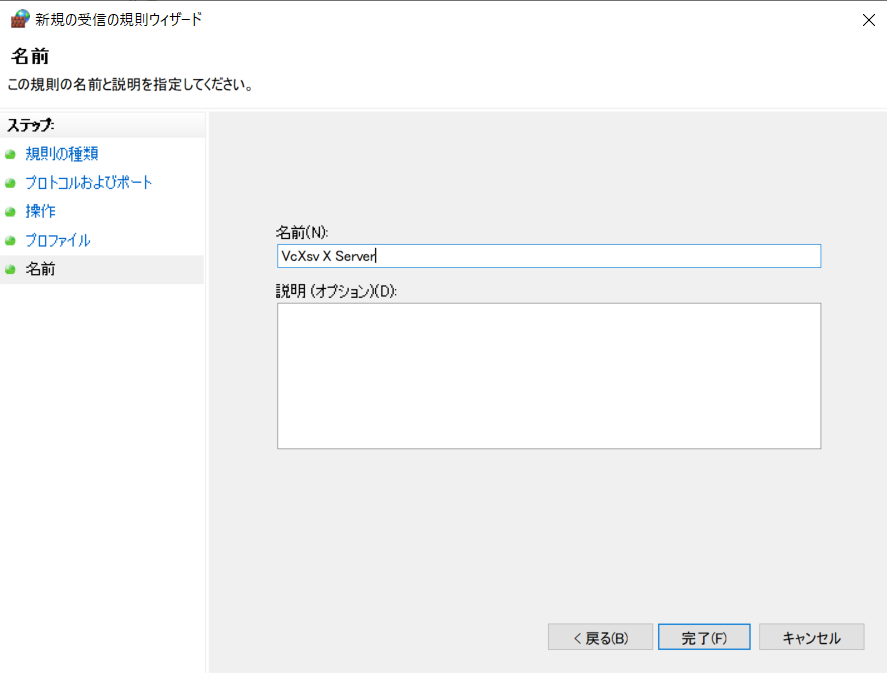 新規の受信の規則ウィザード
名前
この規則の名前と説明を指定してください。
ステップ:
規則の種類
プロトコルおよびポート
操作
プロファイル
名前
名前(N):
VcXsv X Server
説明 (オプション)(D):
< 戻る(B)
完了(F)
キャンセル